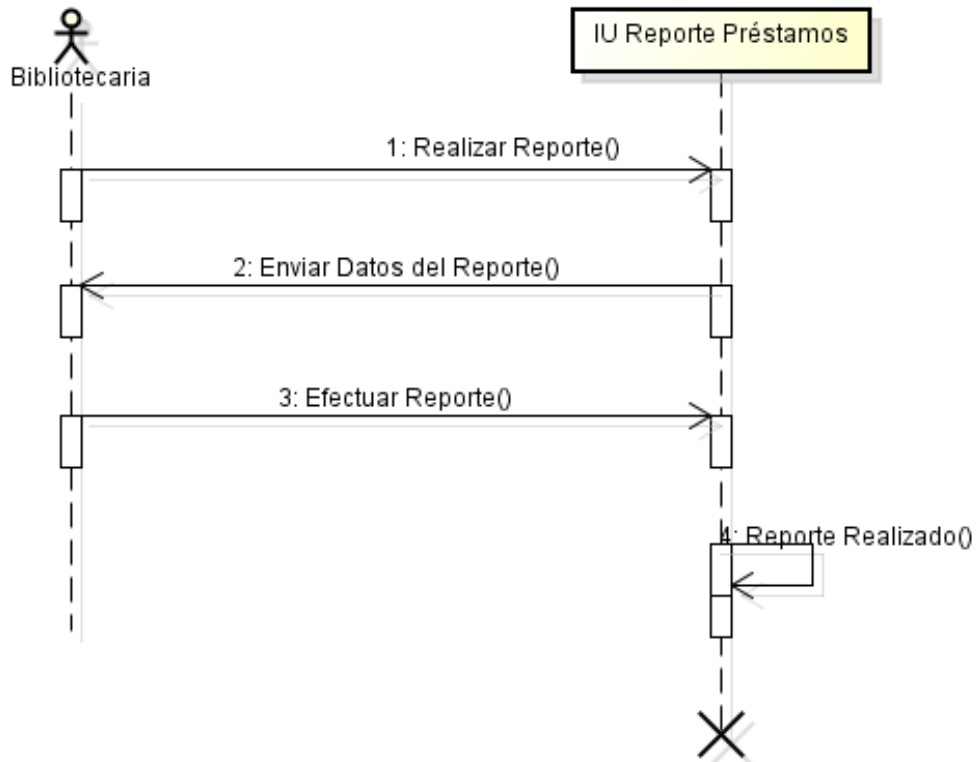 IU Reporte Préstamos
Bibliotecaria
1: Realizar Reporte()
2: Enviar Datos del Reporte()
3: Efectuar Reporte()
4: Reporte Realizado()